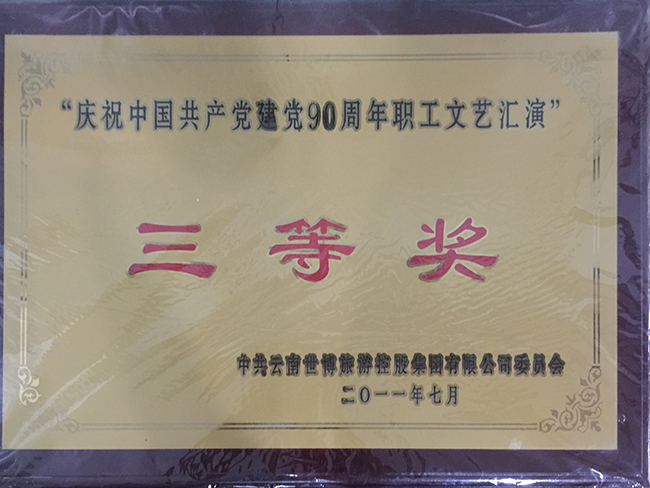 “庆祝中国共产党建党90周年职工文艺汇演”
三等奖
中共云南世博旅游控股集团有限公司委员会
二〇一一年七月